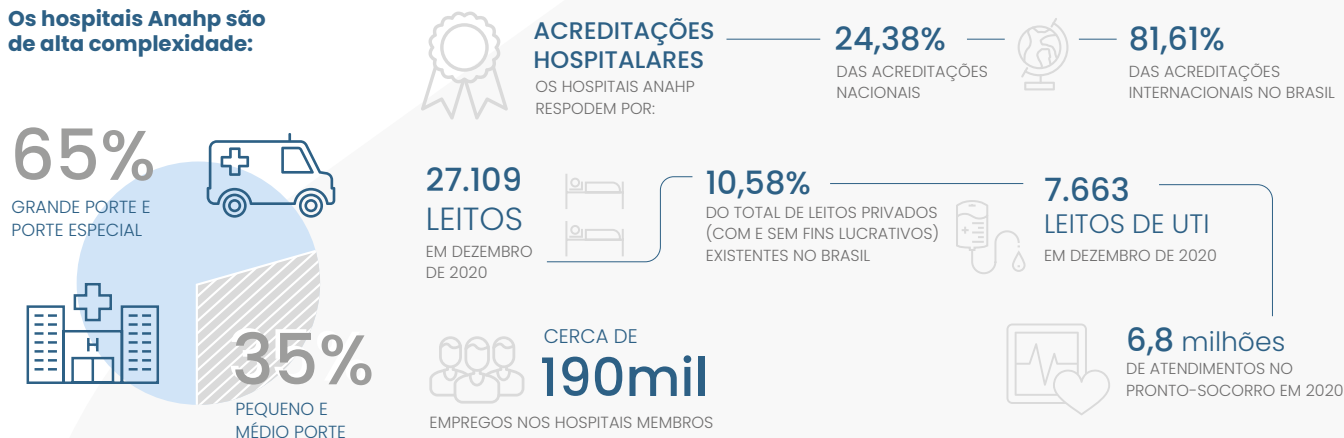 Os hospitais Anahp são
de alta complexidade:
65%
GRANDE PORTE E
PORTE ESPECIAL
H
35%
PEQUENO E
MÉDIO PORTE
ACREDITAÇÕES
HOSPITALARES
OS HOSPITAIS ANAHP
RESPODEM POR:
24,38%
DAS ACREDITAÇÕES
NACIONAIS
81,61%
DAS ACREDITAÇÕES
INTERNACIONAIS NO BRASIL
27.109
LEITOS
EM DEZEMBRO
DE 2020
10,58%
DO TOTAL DE LEITOS PRIVADOS
(COM E SEM FINS LUCRATIVOS)
EXISTENTES NO BRASIL
7.663
LEITOS DE UTI
EM DEZEMBRO DE 2020
CERCA DE
190mil
EMPREGOS NOS HOSPITAIS MEMBROS
6,8 milhões
DE ATENDIMENTOS NO
PRONTO-SOCORRO EM 2020